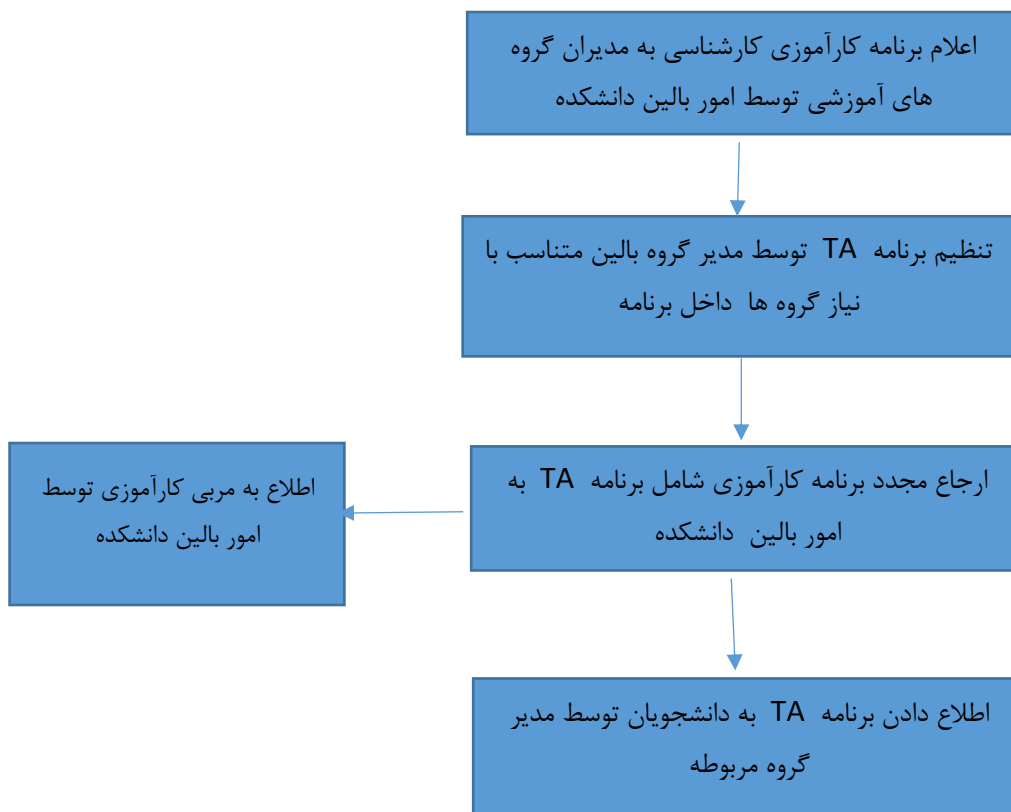 اعلام برنامه کارآموزی کارشناسی به مدیران گروه
های آموزشی توسط امور بالین دانشکده
تنظیم برنامه TA توسط مدیر گروه بالین متناسب با
نیاز گروه ها داخل برنامه
ارجاع مجدد برنامه کارآموزی شامل برنامه TA به
امور بالین دانشکده
اطلاع به مربی کارآموزی توسط
امور بالین دانشکده
اطلاع دادن برنامه TA به دانشجویان توسط مدیر
گروه مربوطه